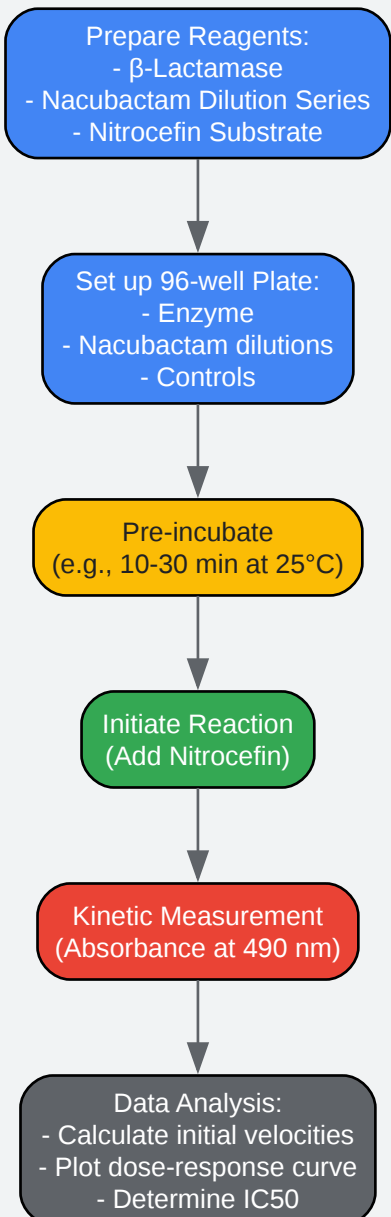 Prepare Reagents:
- β-Lactamase
- Nacubactam Dilution Series
- Nitrocefin Substrate
Set up 96-well Plate:
- Enzyme
- Nacubactam dilutions
- Controls
Pre-incubate
(e.g., 10-30 min at 25°C)
Initiate Reaction
(Add Nitrocefin)
Kinetic Measurement
(Absorbance at 490 nm)
Data Analysis:
- Calculate initial velocities
- Plot dose-response curve
- Determine IC50